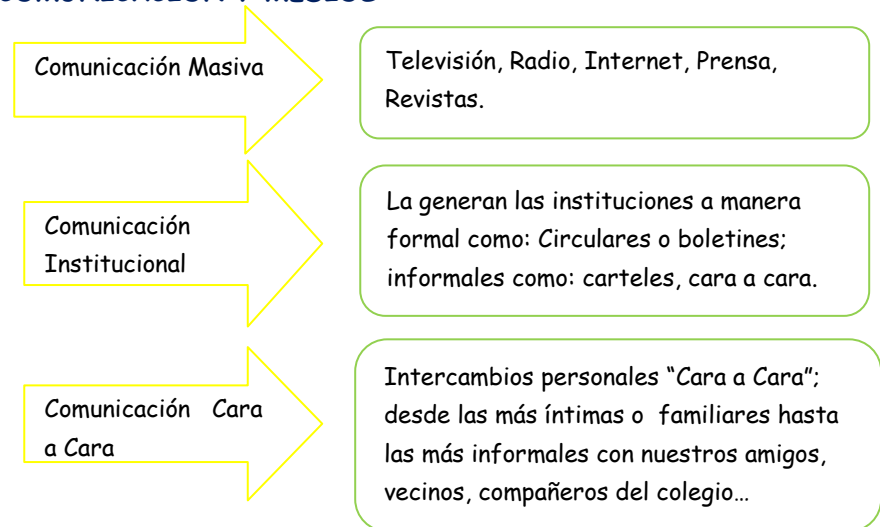 Comunicación Masiva
Televisión, Radio, Internet, Prensa,
Revistas.
Comunicación
Institucional
La generan las instituciones a manera
formal como: Circulares o boletines;
informales como: carteles, cara a cara.
Comunicación Cara
a Cara
Intercambios personales “Cara a Cara”;
desde las más íntimas o familiares hasta
las más informales con nuestros amigos,
vecinos, compañeros del colegio…